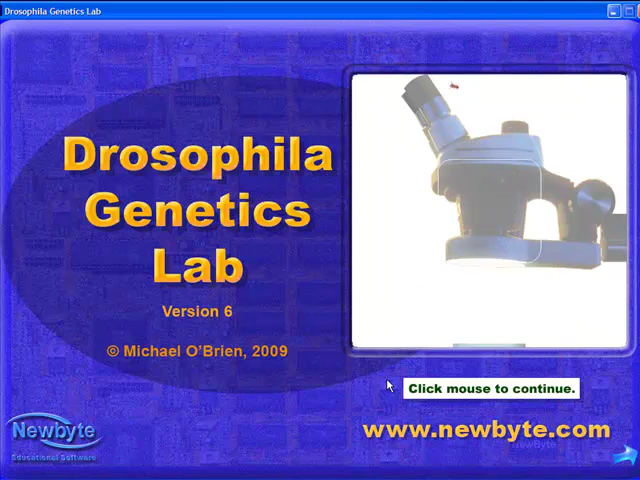 Drosophila Genetics Lab
Drosophila
Genetics
Lab
Version 6
© Michael O'Brien, 2009
Click mouse to continue.
www.newbyte.com
NewByte
Newbyte
Educational Software